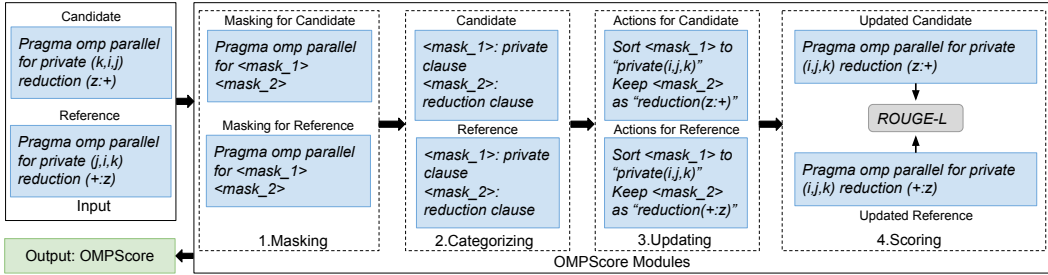 Candidate
Pragma omp parallel
for private (k,i,j)
reduction (z:+)
Reference
Pragma omp parallel
for private (j,i,k)
reduction (+:z)
Input
Output: OMPScore
Masking for Candidate
Pragma omp parallel
for <mask_1>
<mask_2>
Masking for Reference
Pragma omp parallel
for <mask_1>
<mask_2>
1.Masking
Candidate
<mask_1>: private
clause
<mask_2>:
reduction clause
Reference
<mask_1>: private
clause
<mask_2>:
reduction clause
2.Categorizing
Actions for Candidate
Sort <mask_1> to
“private(i,j,k)”
Keep <mask_2>
as “reduction(z:+)”
Actions for Reference
Sort <mask_1> to
“private(i,j,k)”
Keep <mask_2>
as “reduction(+:z)”
3.Updating
Updated Candidate
Pragma omp parallel for private
(i,j,k) reduction (z:+)
ROUGE-L
Pragma omp parallel for private
(i,j,k) reduction (+:z)
Updated Reference
4.Scoring
OMPScore Modules